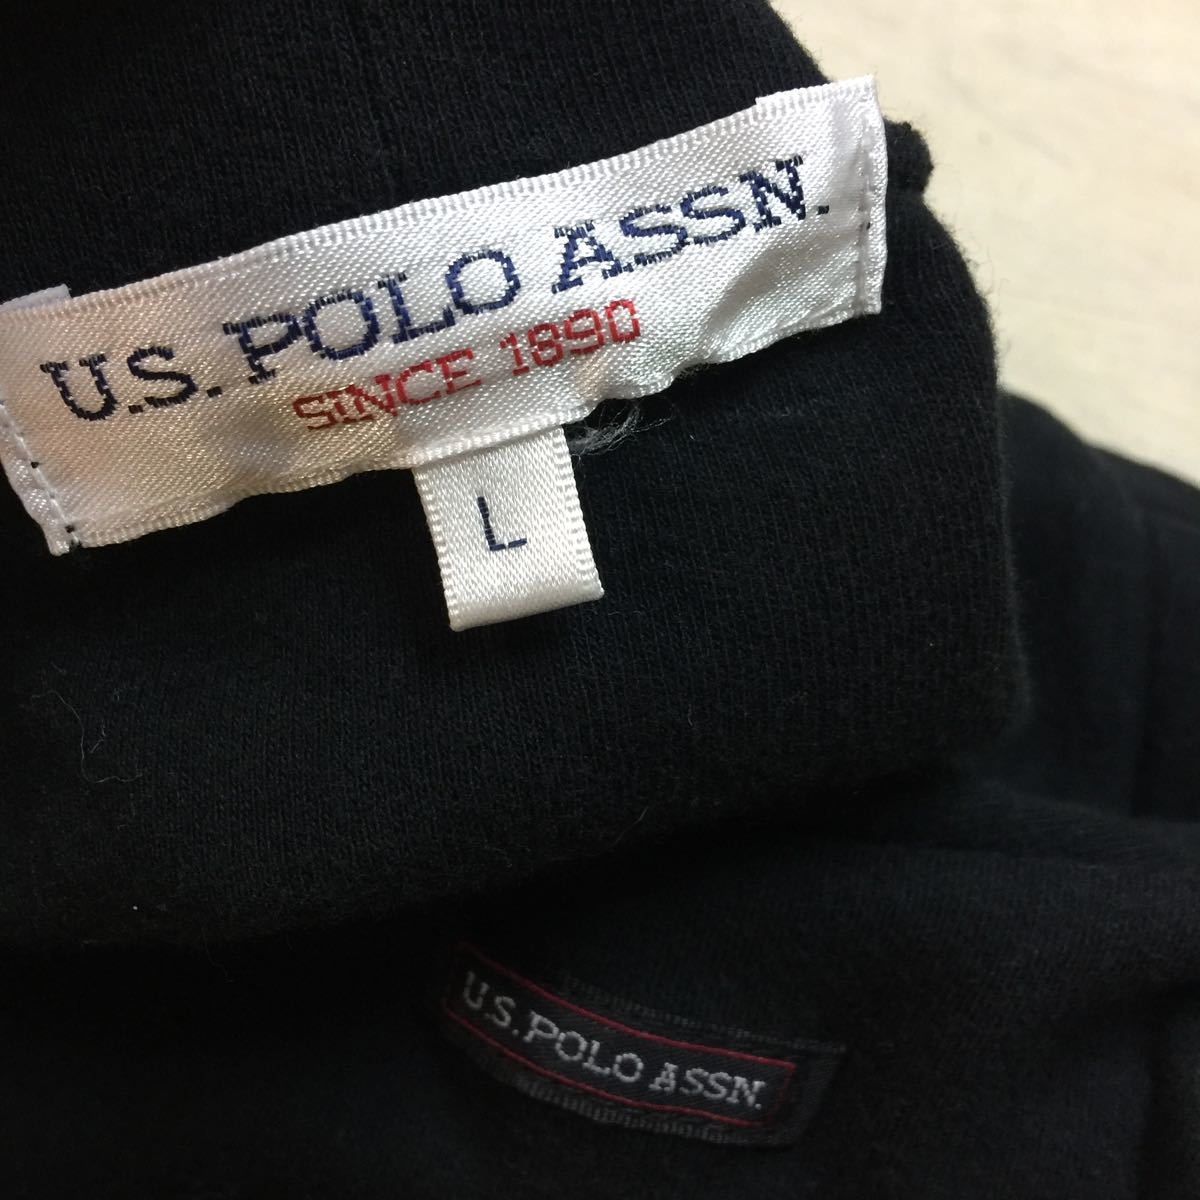 U.S. POLO ASSN.
SINCE 1890
L
U.S. POLO ASSN.